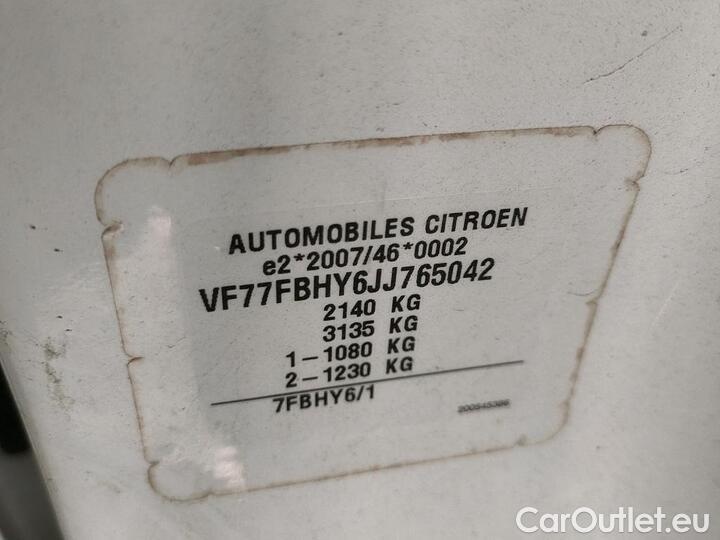 AUTOMOBILES CITROEN
e2*2007/46*0002
VF77FBHY6JJ765042
2140 KG
3135 KG
1-1080 KG
2-1230 KG
7FBHY6/1
200545386
CarOutlet.eu